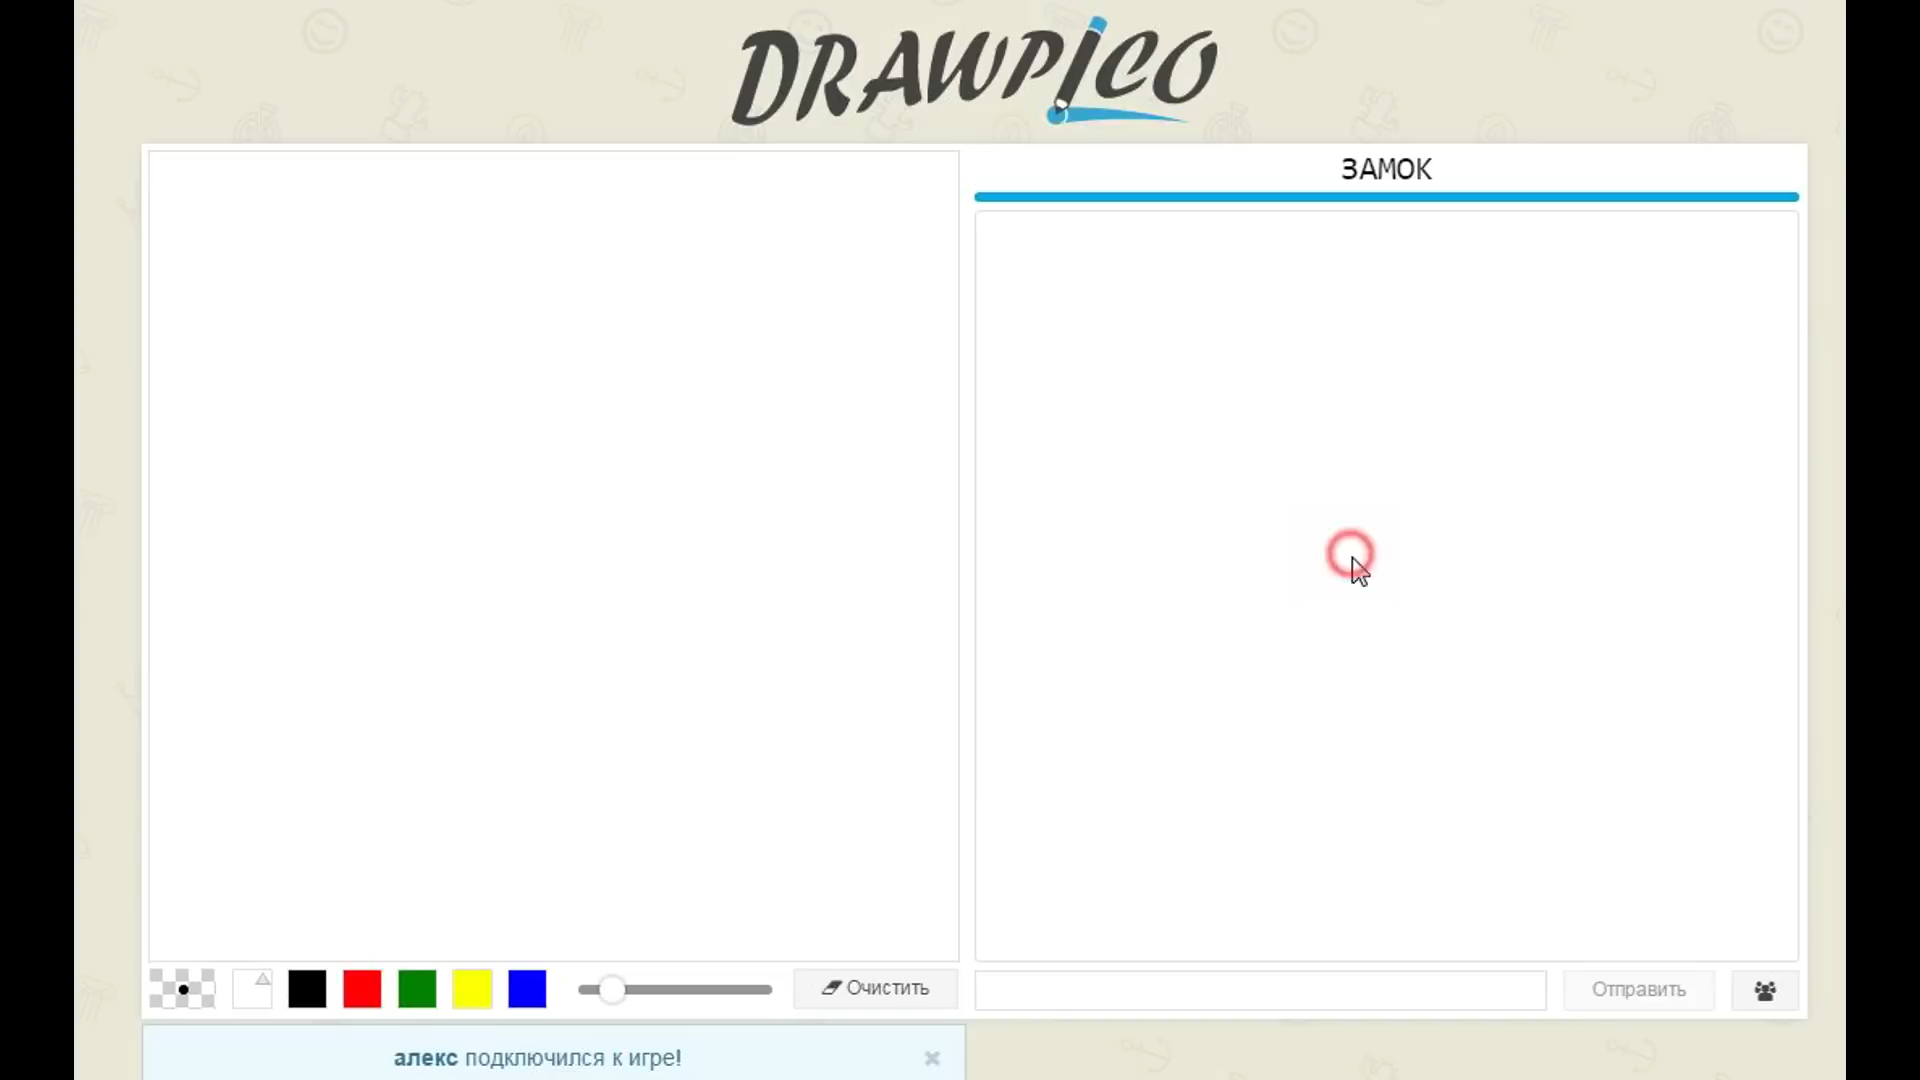 DRAWPICO
ЗАМОК
Очистить
Отправить
алекс подключился к игре!